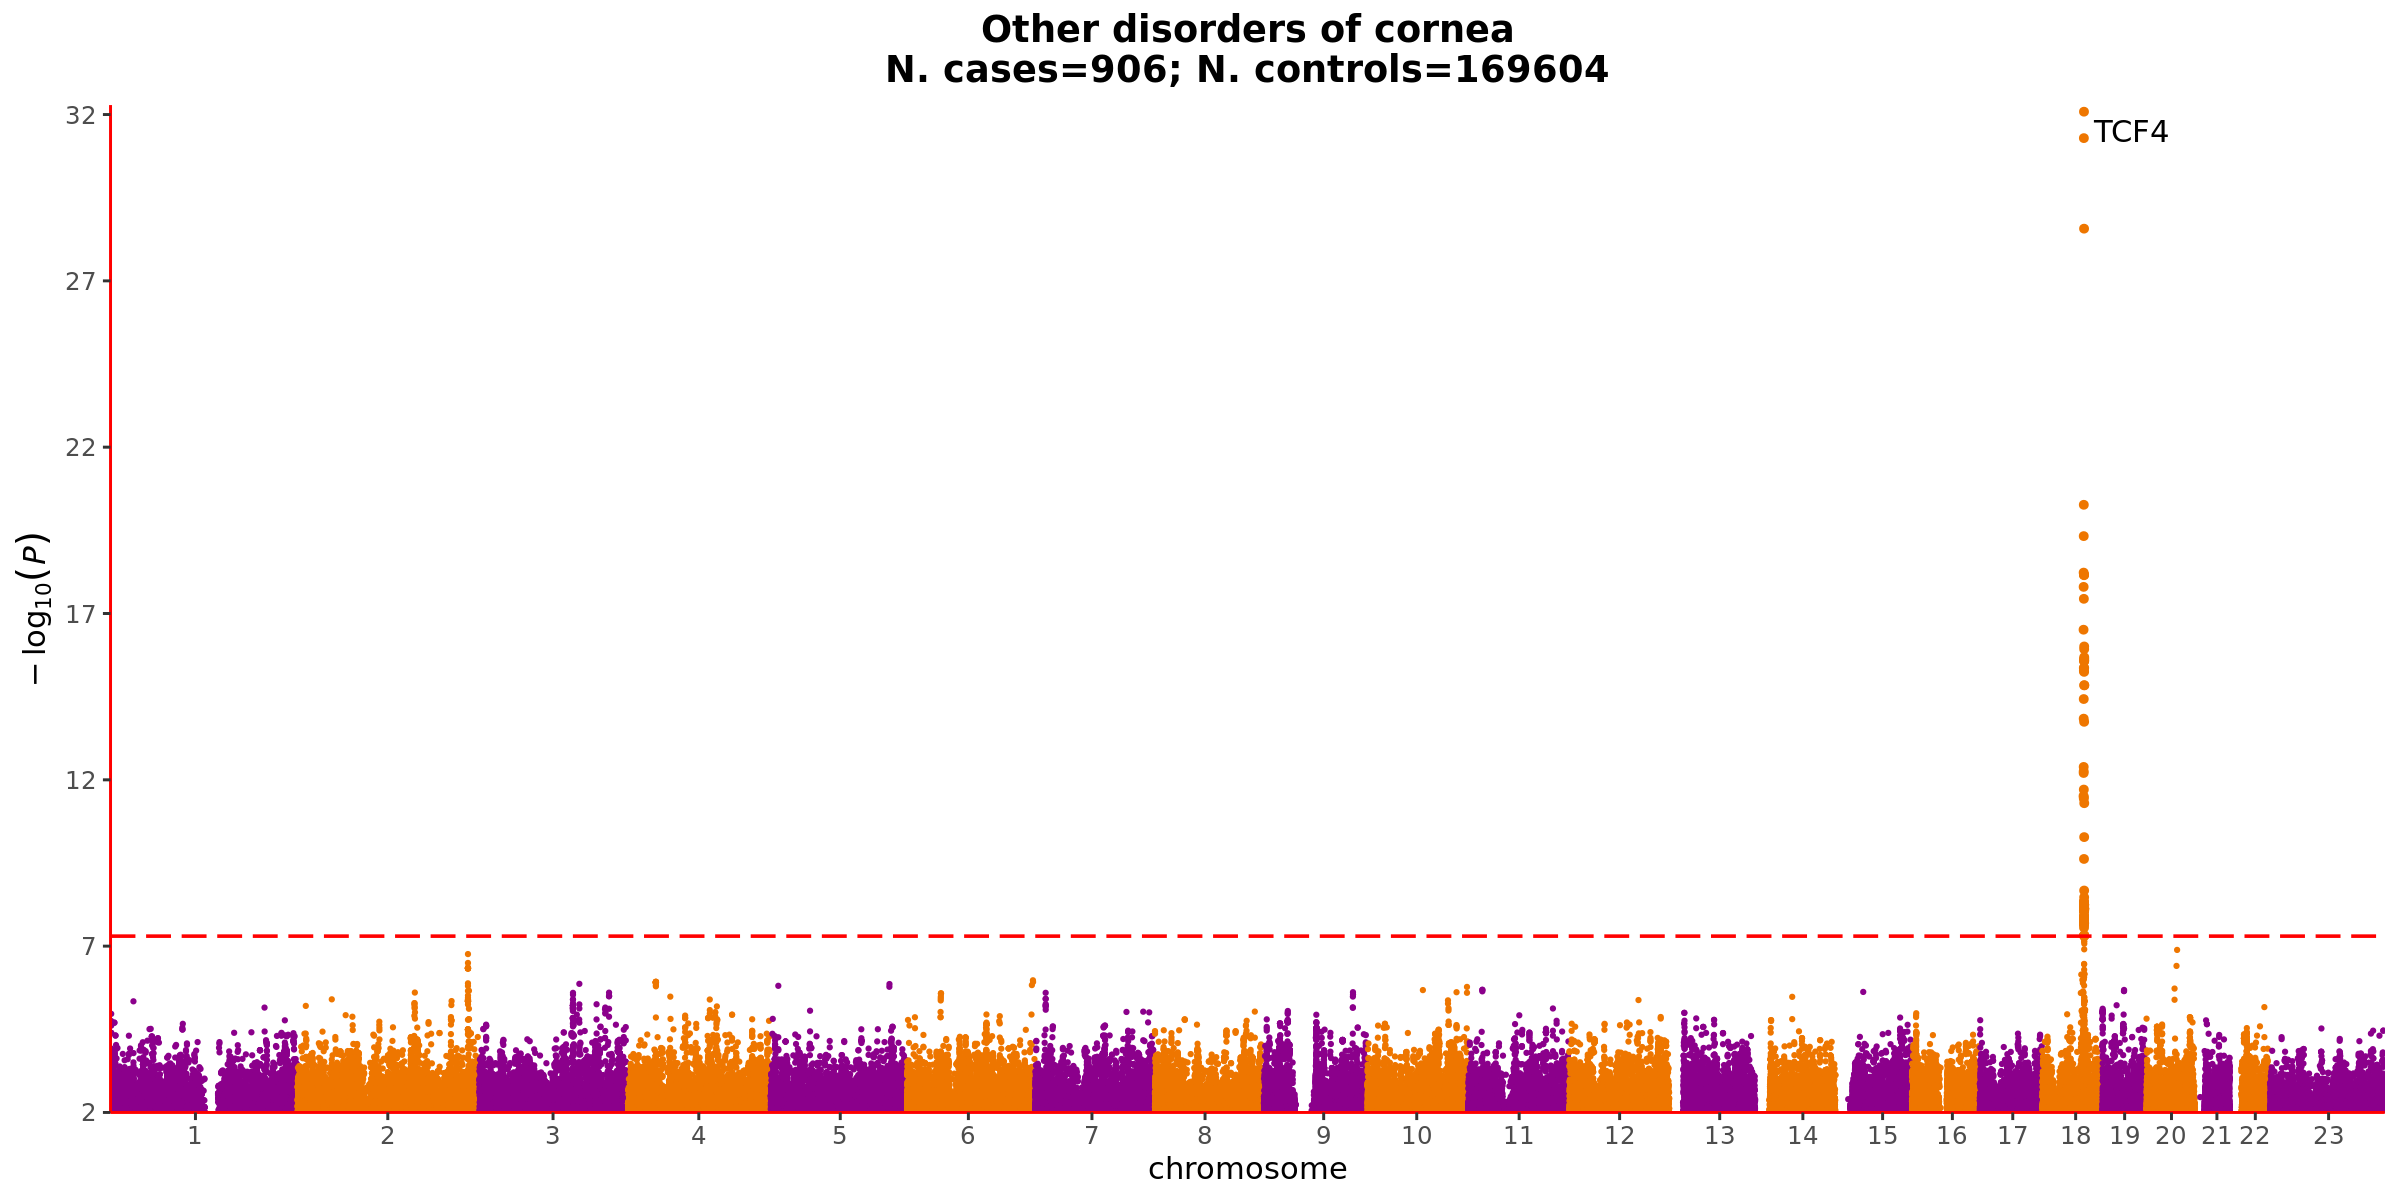 Other disorders of cornea
N. cases=906; N. controls=169604
32
TCF4
27
22
17
12
7
2
− log10(P)
1 2 3 4 5 6 7 8 9 10 11 12 13 14 15 16 17 18 19 20 21 22 23
chromosome